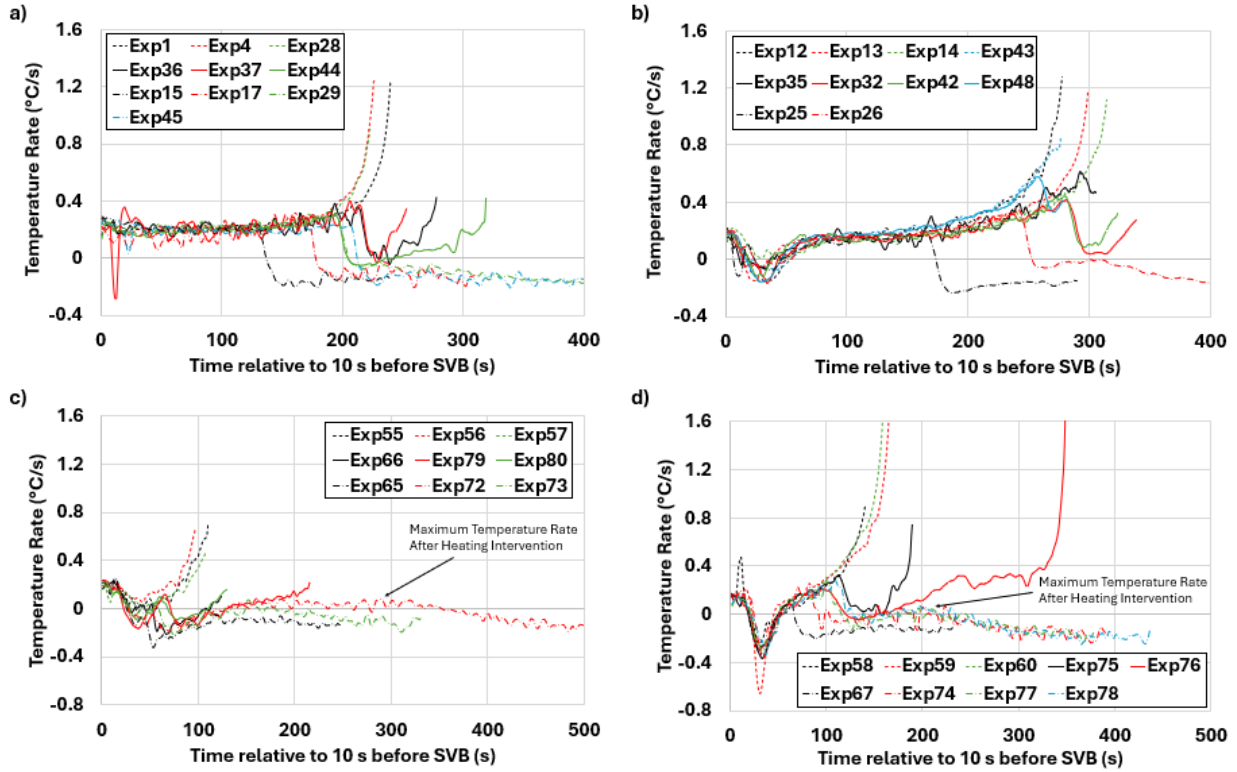 a)
Temperature Rate (°C/s)
1.6
1.2
0.8
0.4
0
-0.4
Exp1 Exp4 Exp28
Exp36 Exp37 Exp44
Exp15 Exp17 Exp29
Exp45
0 100 200 300 400
Time relative to 10 s before SVB (s)
b)
Temperature Rate (°C/s)
1.6
1.2
0.8
0.4
0
-0.4
Exp12 Exp13 Exp14 Exp43
Exp35 Exp32 Exp42 Exp48
Exp25 Exp26
0 100 200 300 400
Time relative to 10 s before SVB (s)
c)
Temperature Rate (°C/s)
1.6
1.2
0.8
0.4
0
-0.4
-0.8
Exp55 Exp56 Exp57
Exp66 Exp79 Exp80
Exp65 Exp72 Exp73
Maximum Temperature Rate
After Heating Intervention
0 100 200 300 400 500
Time relative to 10 s before SVB (s)
d)
Temperature Rate (°C/s)
1.6
1.2
0.8
0.4
0
-0.4
-0.8
Maximum Temperature Rate
After Heating Intervention
Exp58 Exp59 Exp60 Exp75 Exp76
Exp67 Exp74 Exp77 Exp78
0 100 200 300 400 500
Time relative to 10 s before SVB (s)